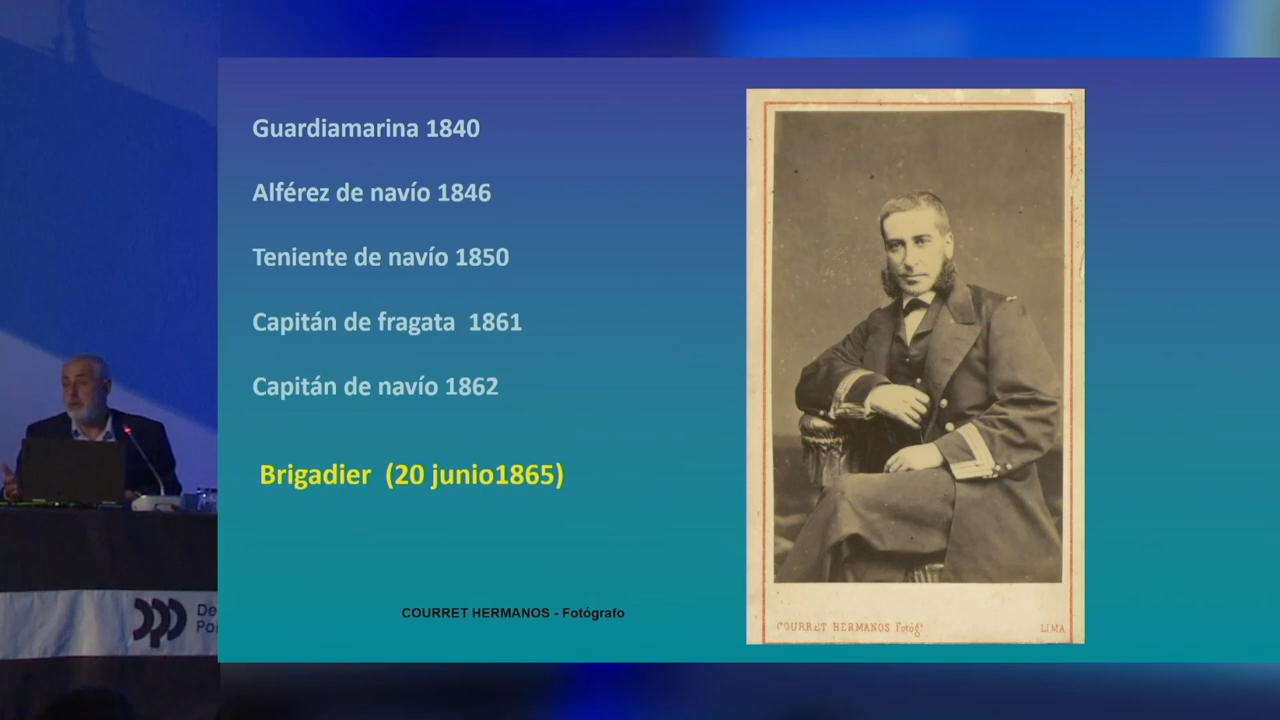 Guardiamarina 1840
Alférez de navío 1846
Teniente de navío 1850
Capitán de fragata 1861
Capitán de navío 1862
Brigadier (20 junio1865)
COURRET HERMANOS - Fotógrafo
COURRET HERMANOS Fotógº
LIMA